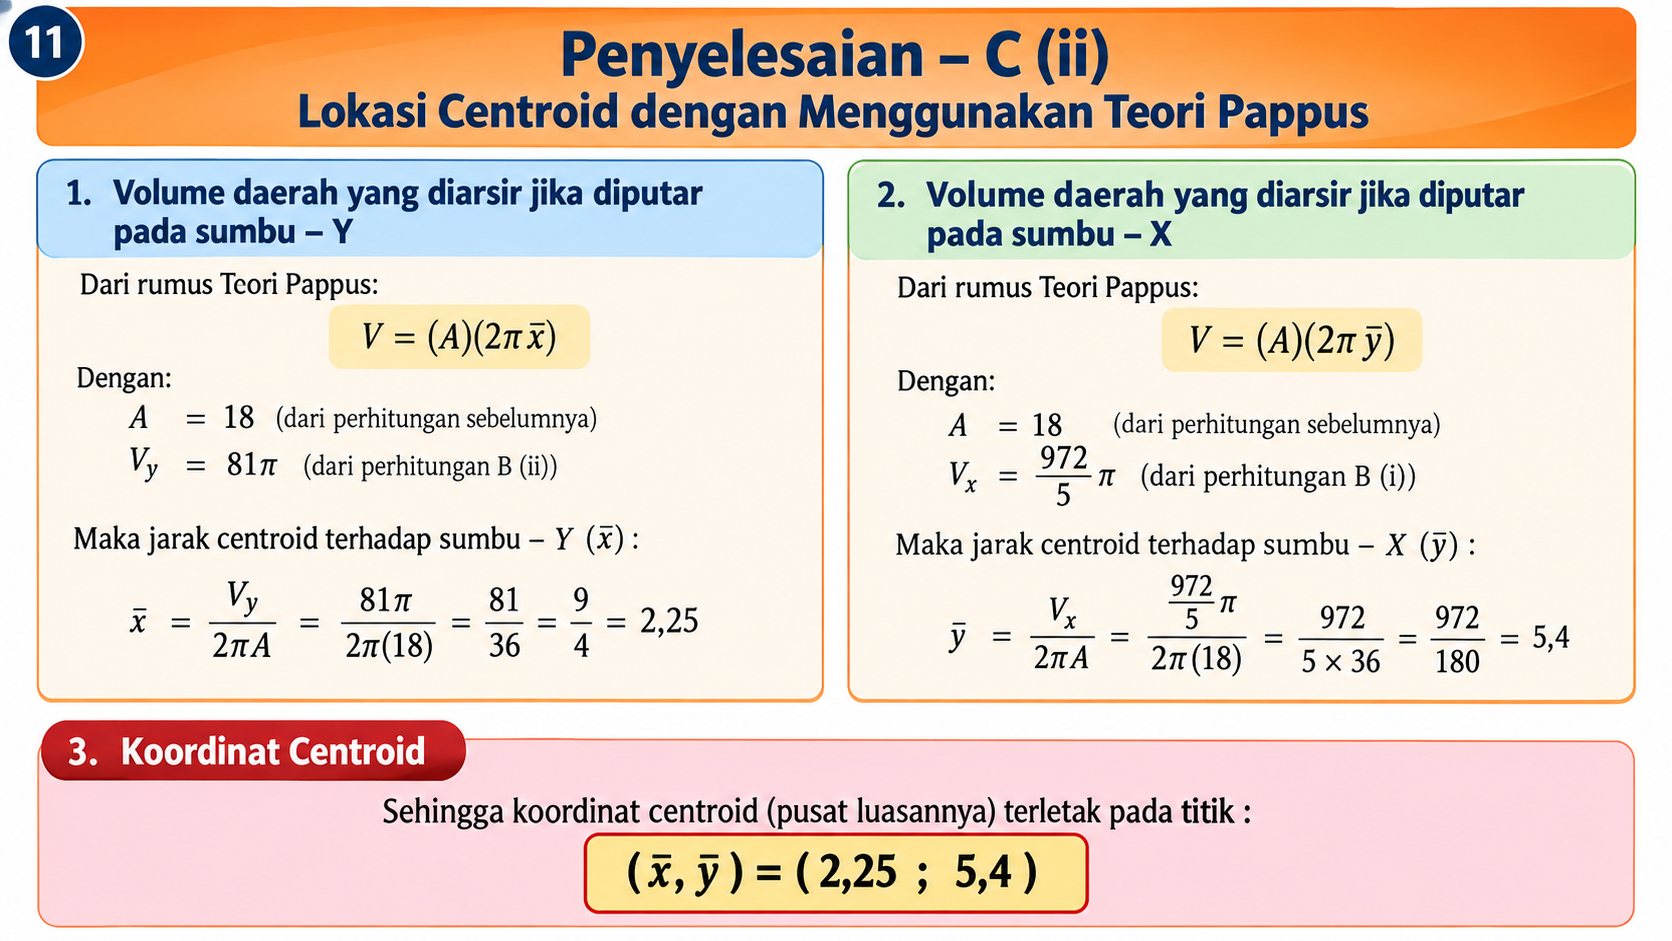 11
Penyelesaian – C (ii)
Lokasi Centroid dengan Menggunakan Teori Pappus
1. Volume daerah yang diarsir jika diputar
pada sumbu – Y
Dari rumus Teori Pappus:
V = (A)(2π x̄)
Dengan:
A = 18 (dari perhitungan sebelumnya)
V_y = 81π (dari perhitungan B (ii))
Maka jarak centroid terhadap sumbu – Y (x̄) :
x̄ = V_y / 2πA = 81π / 2π(18) = 81/36 = 9/4 = 2,25
2. Volume daerah yang diarsir jika diputar
pada sumbu – X
Dari rumus Teori Pappus:
V = (A)(2π ȳ)
Dengan:
A = 18 (dari perhitungan sebelumnya)
V_x = 972/5 π (dari perhitungan B (i))
Maka jarak centroid terhadap sumbu – X (ȳ) :
ȳ = V_x / 2πA = 972/5 π / 2π(18) = 972 / 5 × 36 = 972/180 = 5,4
3. Koordinat Centroid
Sehingga koordinat centroid (pusat luasannya) terletak pada titik :
(x̄, ȳ) = ( 2,25 ; 5,4 )